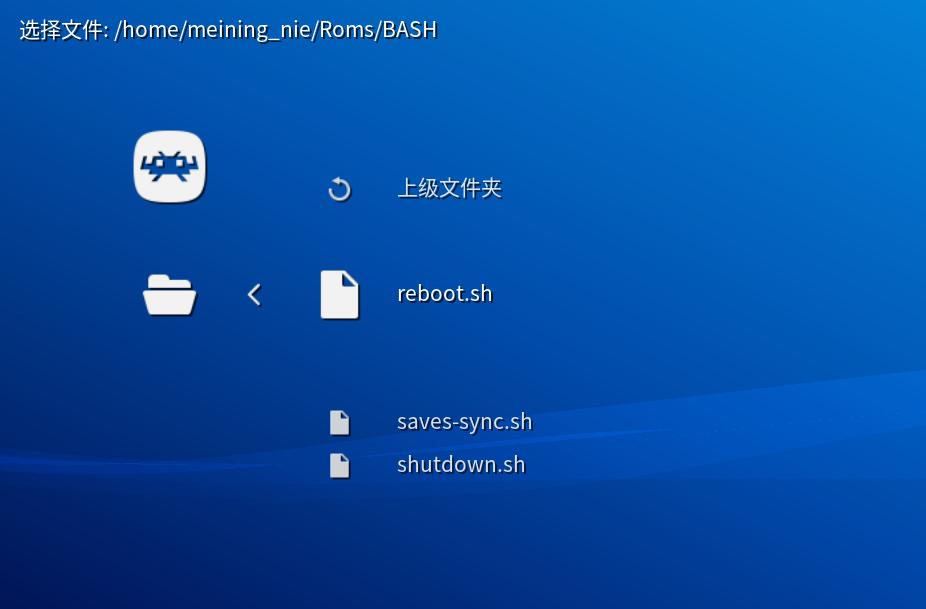 选择文件: /home/meining_nie/Roms/BASH
上级文件夹
reboot.sh
saves-sync.sh
shutdown.sh